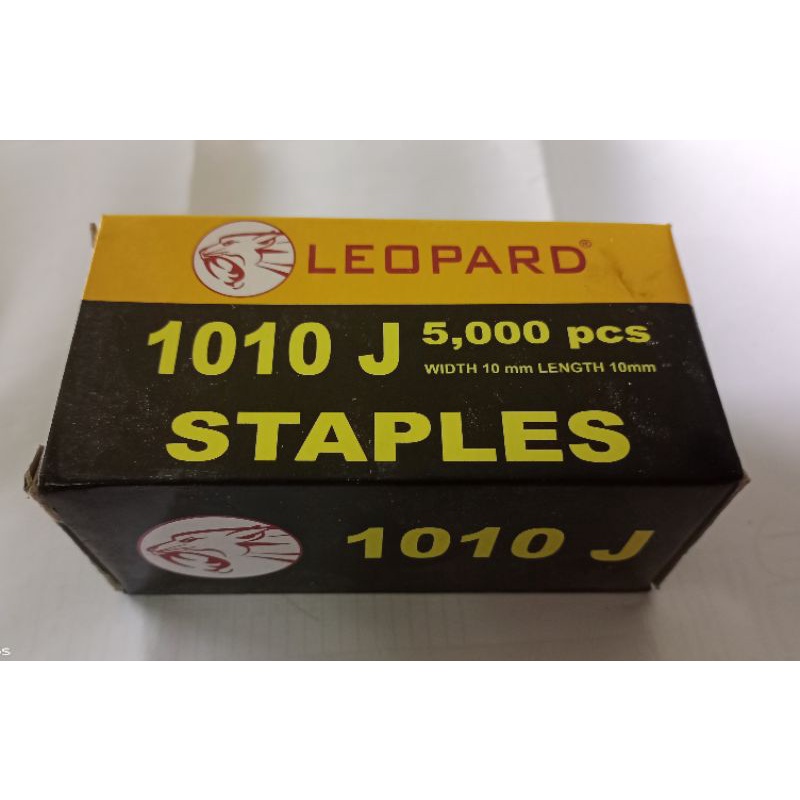 LEOPARD®
1010 J 5,000 pcs
WIDTH 10 mm LENGTH 10mm
STAPLES
1010 J